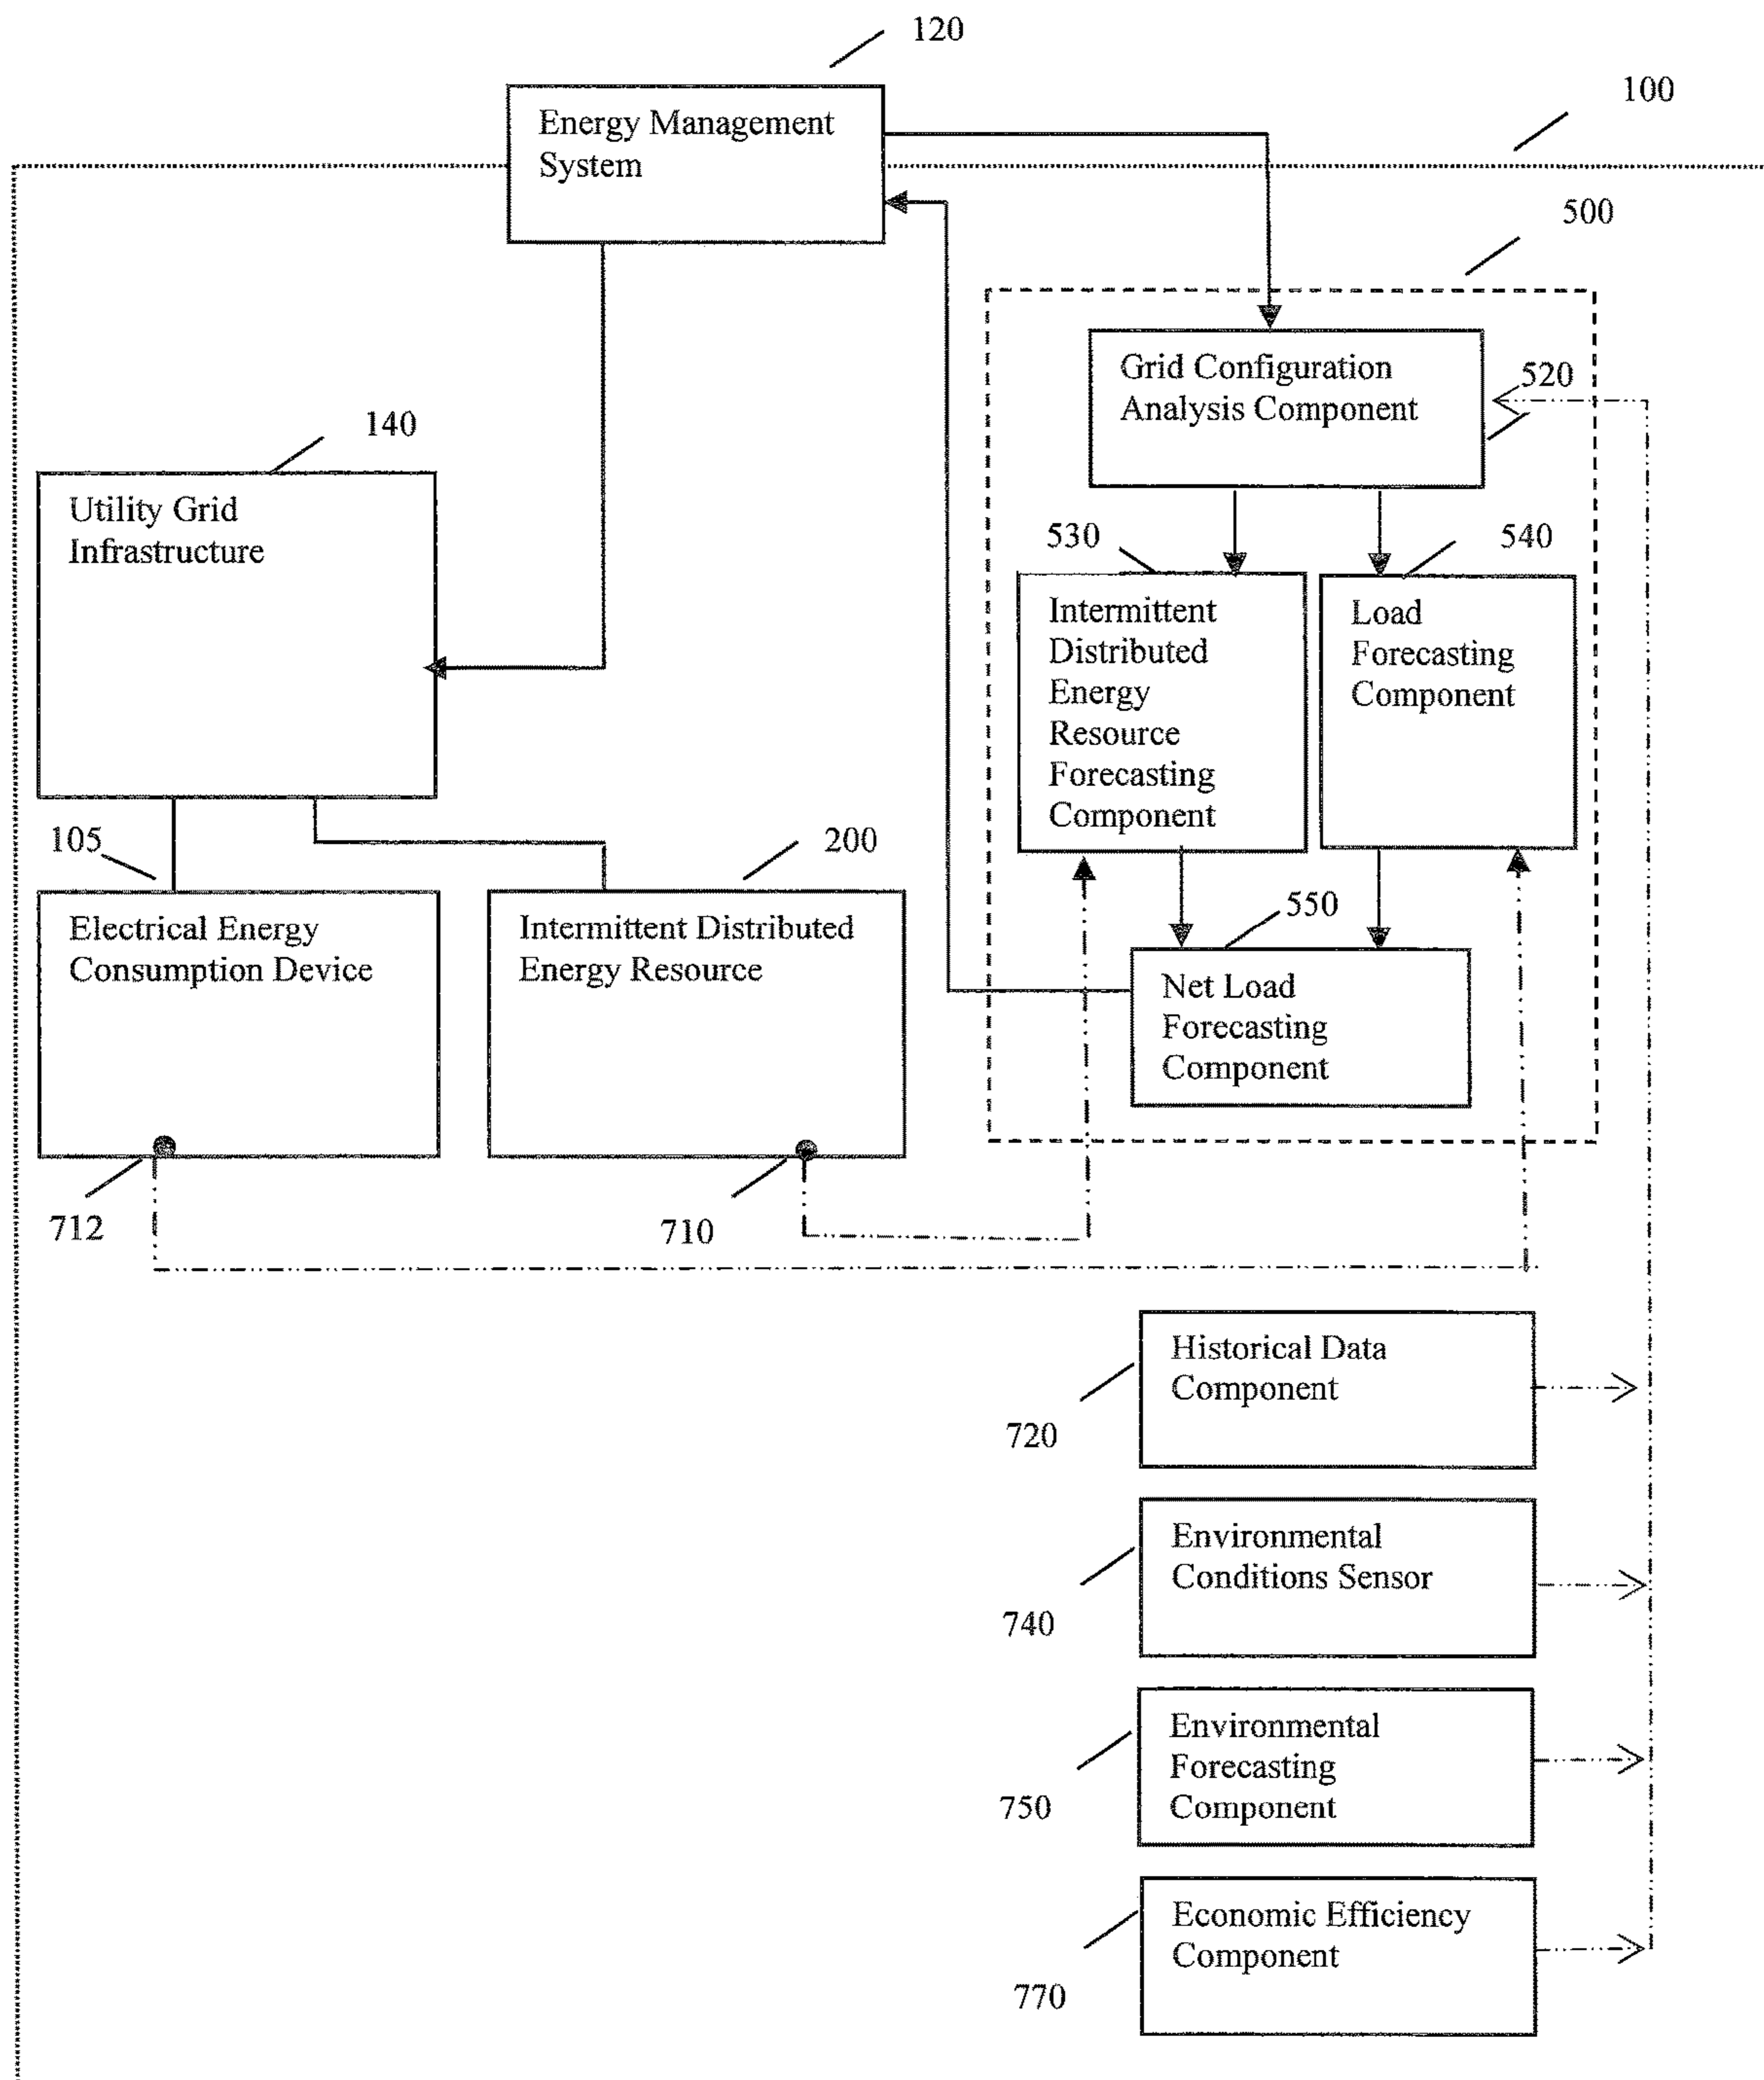 120
Energy Management
System
100
500
Grid Configuration
Analysis Component
520
140
Utility Grid
Infrastructure
530
540
Intermittent
Distributed
Energy
Resource
Forecasting
Component
Load
Forecasting
Component
105
200
Electrical Energy
Consumption Device
Intermittent Distributed
Energy Resource
550
Net Load
Forecasting
Component
712
710
Historical Data
Component
720
Environmental
Conditions Sensor
740
Environmental
Forecasting
Component
750
Economic Efficiency
Component
770